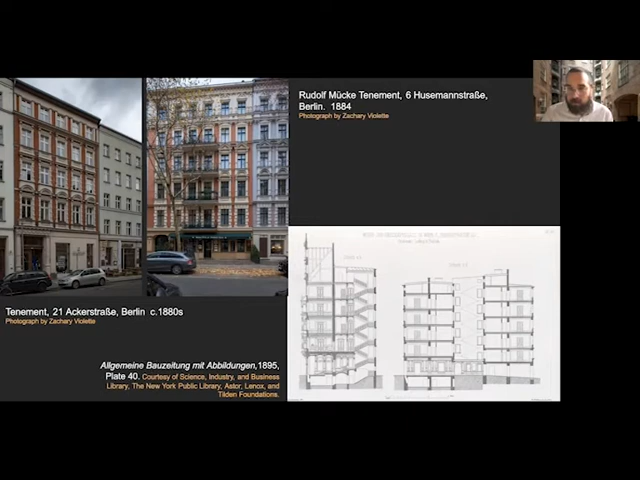 Rudolf Mücke Tenement, 6 Husemannstraße,
Berlin. 1884
Photograph by Zachary Violette
Tenement, 21 Ackerstraße, Berlin c.1880s
Photograph by Zachary Violette
Allgemeine Bauzeitung mit Abbildungen,1895,
Plate 40. Courtesy of Science, Industry, and Business
Library, The New York Public Library, Astor, Lenox, and
Tilden Foundations.